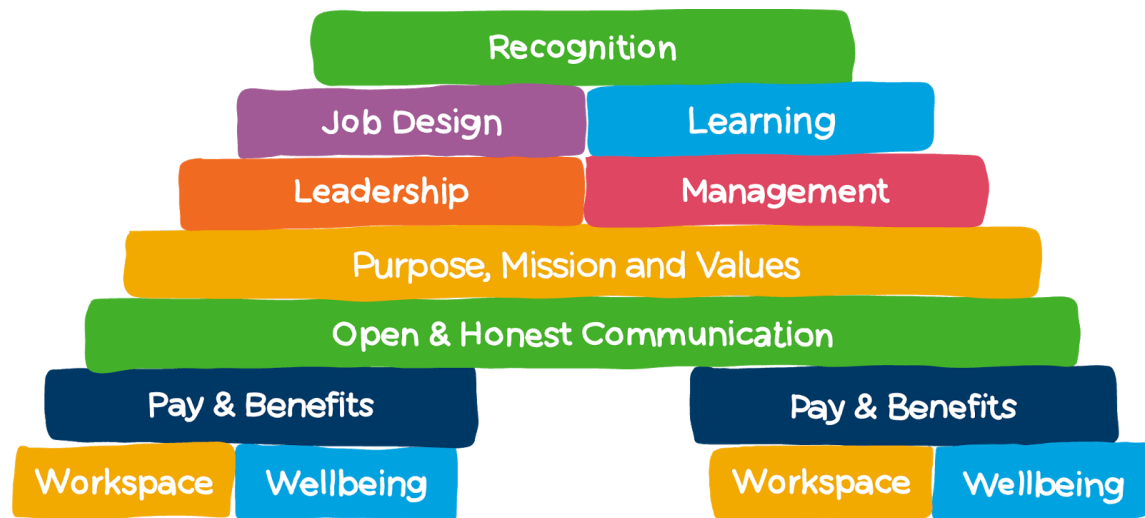 Recognition
Job Design Learning
Leadership Management
Purpose, Mission and Values
Open & Honest Communication
Pay & Benefits Pay & Benefits
Workspace Wellbeing Workspace Wellbeing